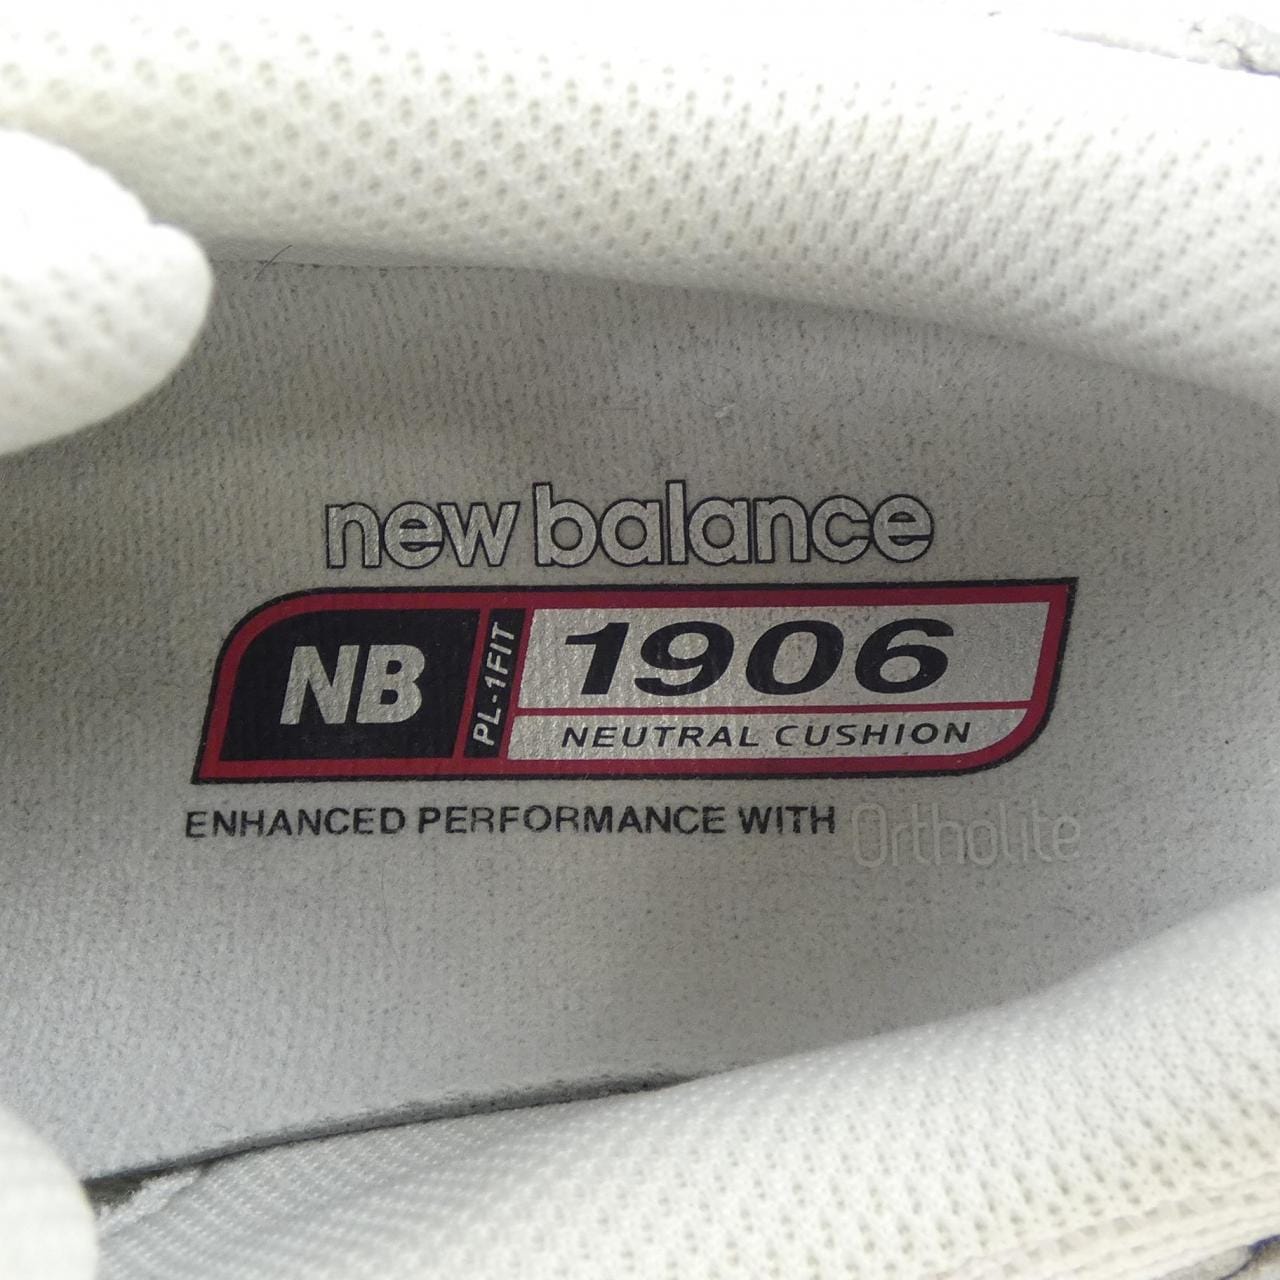 new balance
NB
PL-1FIT
1906
NEUTRAL CUSHION
ENHANCED PERFORMANCE WITH OrthoLite